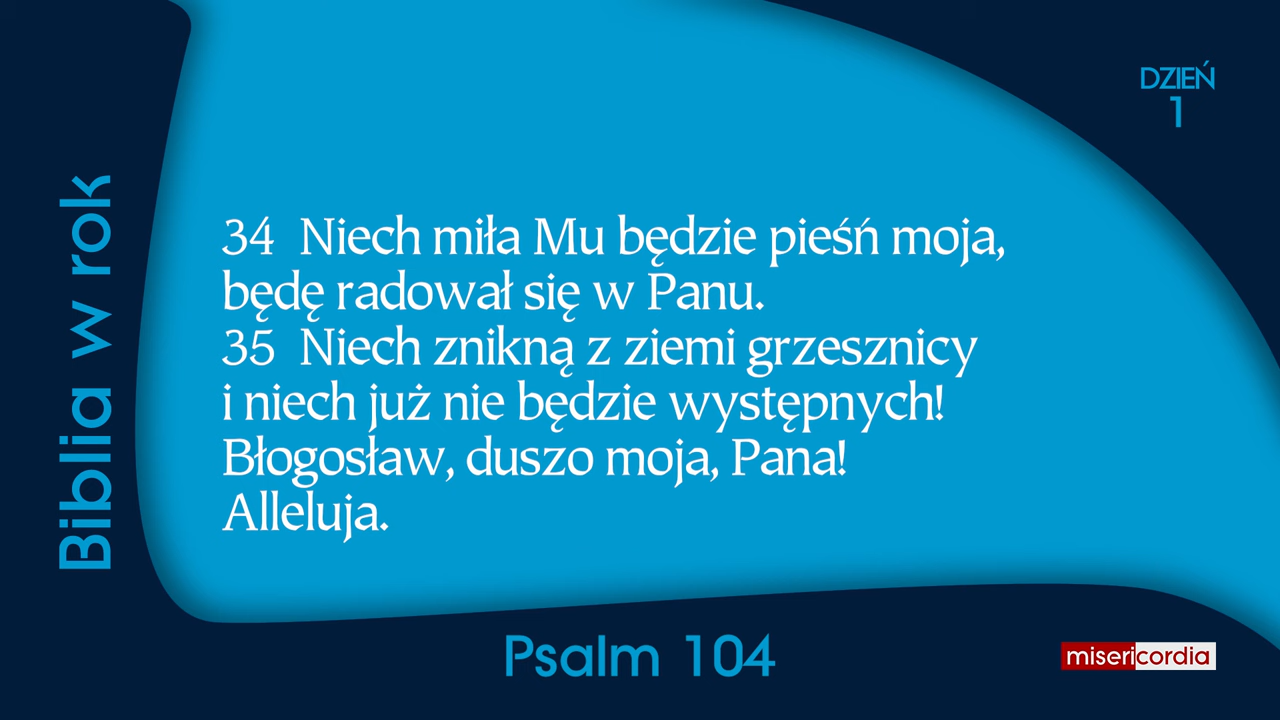 DZIEŃ
1
Biblia w rok
34 Niech miła Mu będzie pieśń moja,
będę radował się w Panu.
35 Niech znikną z ziemi grzesznicy
i niech już nie będzie występnych!
Błogosław, duszo moja, Pana!
Alleluja.
Psalm 104
misericordia